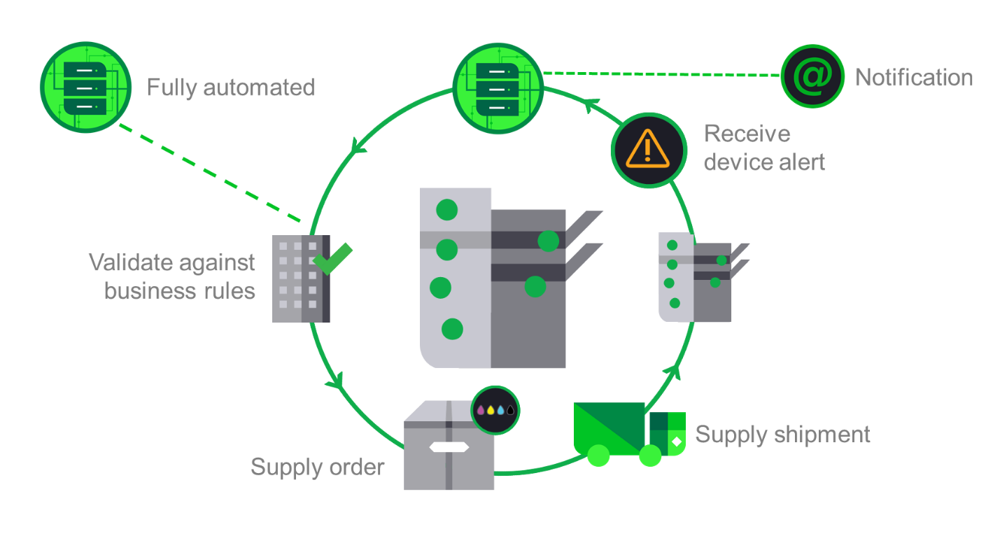 Fully automated
@
Notification
Receive
device alert
Validate against
business rules
Supply order
Supply shipment